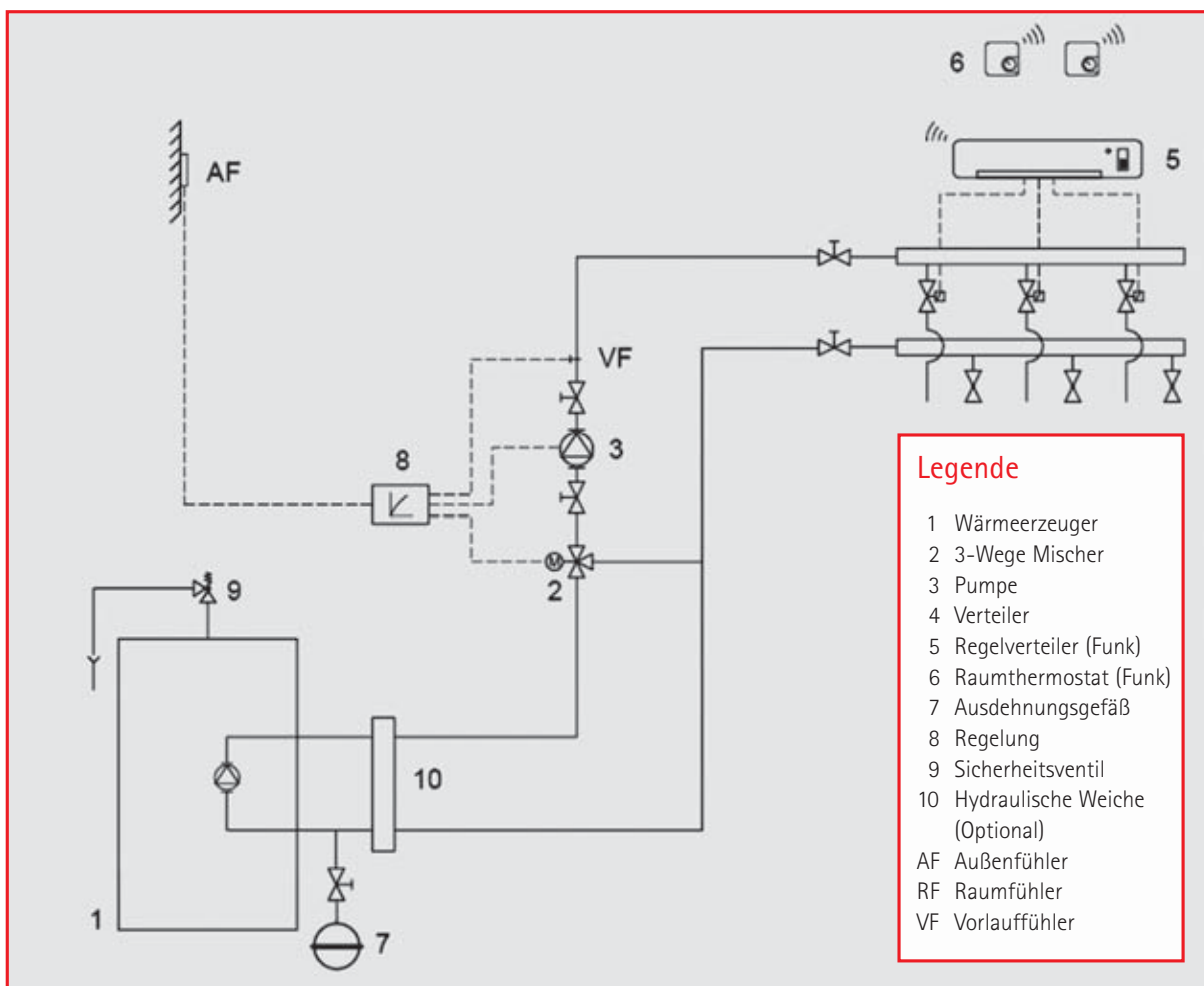 6
5
AF
VF
3
8
M
2
9
10
1
7
Legende
1 Wärmeerzeuger
2 3-Wege Mischer
3 Pumpe
4 Verteiler
5 Regelverteiler (Funk)
6 Raumthermostat (Funk)
7 Ausdehnungsgefäß
8 Regelung
9 Sicherheitsventil
10 Hydraulische Weiche
(Optional)
AF Außenfühler
RF Raumfühler
VF Vorlauffühler